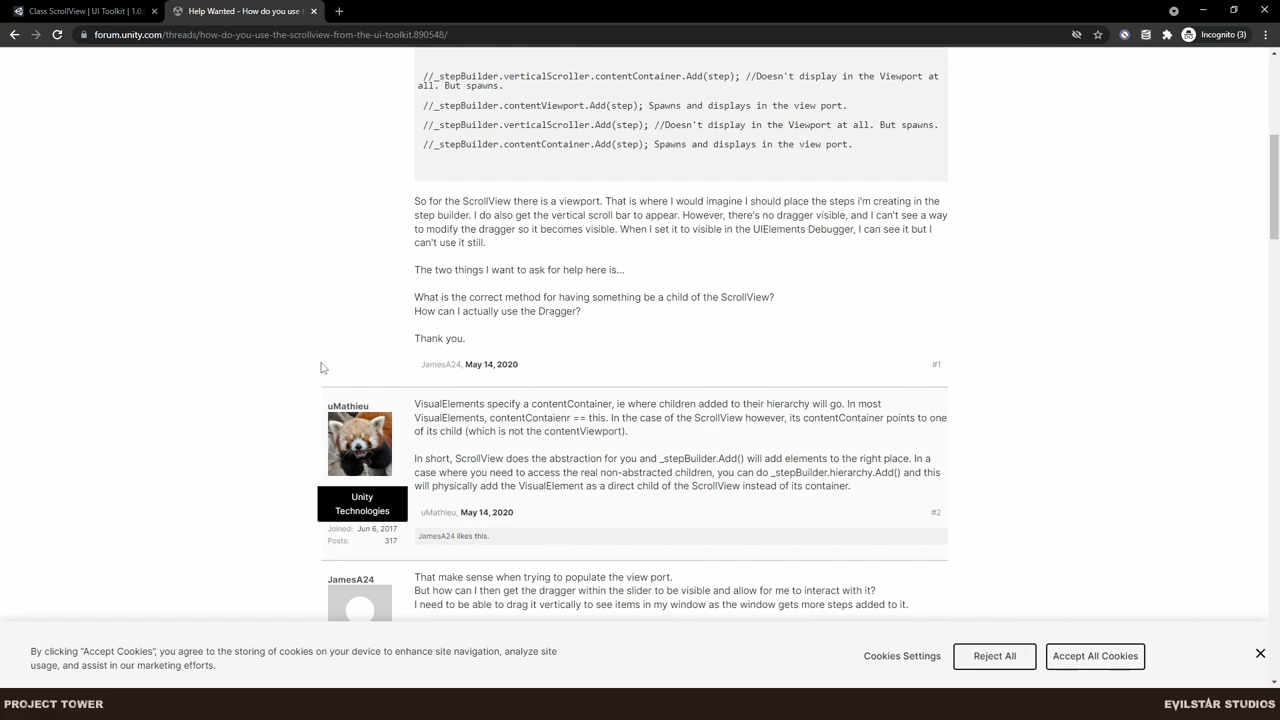 Class ScrollView | UI Toolkit | 1.0.
Help Wanted - How do you use
forum.unity.com/threads/how-do-you-use-the-scrollview-from-the-ui-toolkit.890548/
Incognito (3)
//_stepBuilder.verticalScroller.contentContainer.Add(step); //Doesn't display in the Viewport at
all. But spawns.
//_stepBuilder.contentViewport.Add(step); Spawns and displays in the view port.
//_stepBuilder.verticalScroller.Add(step); //Doesn't display in the Viewport at all. But spawns.
//_stepBuilder.contentContainer.Add(step); Spawns and displays in the view port.
So for the ScrollView there is a viewport. That is where I would imagine I should place the steps i'm creating in the
step builder. I do also get the vertical scroll bar to appear. However, there's no dragger visible, and I can't see a way
to modify the dragger so it becomes visible. When I set it to visible in the UIElements Debugger, I can see it but I
can't use it still.
The two things I want to ask for help here is...
What is the correct method for having something be a child of the ScrollView?
How can I actually use the Dragger?
Thank you.
JamesA24, May 14, 2020
#1
uMathieu
Unity
Technologies
Joined: Jun 6, 2017
Posts: 317
VisualElements specify a contentContainer, ie where children added to their hierarchy will go. In most
VisualElements, contentContaienr == this. In the case of the ScrollView however, its contentContainer points to one
of its child (which is not the contentViewport).
In short, ScrollView does the abstraction for you and _stepBuilder.Add() will add elements to the right place. In a
case where you need to access the real non-abstracted children, you can do _stepBuilder.hierarchy.Add() and this
will physically add the VisualElement as a direct child of the ScrollView instead of its container.
uMathieu, May 14, 2020
#2
JamesA24 likes this.
JamesA24
That make sense when trying to populate the view port.
But how can I then get the dragger within the slider to be visible and allow for me to interact with it?
I need to be able to drag it vertically to see items in my window as the window gets more steps added to it.
By clicking “Accept Cookies”, you agree to the storing of cookies on your device to enhance site navigation, analyze site
usage, and assist in our marketing efforts.
Cookies Settings
Reject All
Accept All Cookies
PROJECT TOWER
EVILSTAR STUDIOS